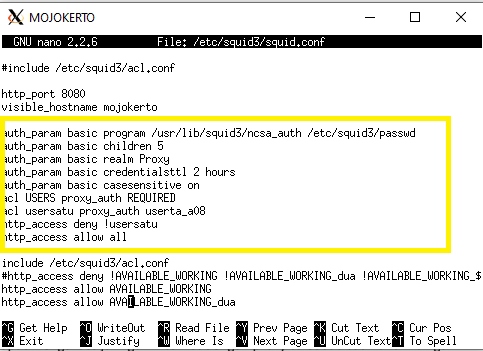 MOJOKERTO
GNU nano 2.2.6 File: /etc/squid3/squid.conf
#include /etc/squid3/acl.conf
http_port 8080
visible_hostname mojokerto
auth_param basic program /usr/lib/squid3/ncsa_auth /etc/squid3/passwd
auth_param basic children 5
auth_param basic realm Proxy
auth_param basic credentialsttl 2 hours
auth_param basic casesensitive on
acl USERS proxy_auth REQUIRED
acl usersatu proxy_auth userta_a08
http_access deny !usersatu
http_access allow all
include /etc/squid3/acl.conf
#http_access deny !AVAILABLE_WORKING !AVAILABLE_WORKING_dua !AVAILABLE_WORKING_$
http_access allow AVAILABLE_WORKING
http_access allow AVAILABLE_WORKING_dua
^G Get Help ^O WriteOut ^R Read File ^Y Prev Page ^K Cut Text ^C Cur Pos
^X Exit ^J Justify ^W Where Is ^V Next Page ^U UnCut Text ^T To Spell